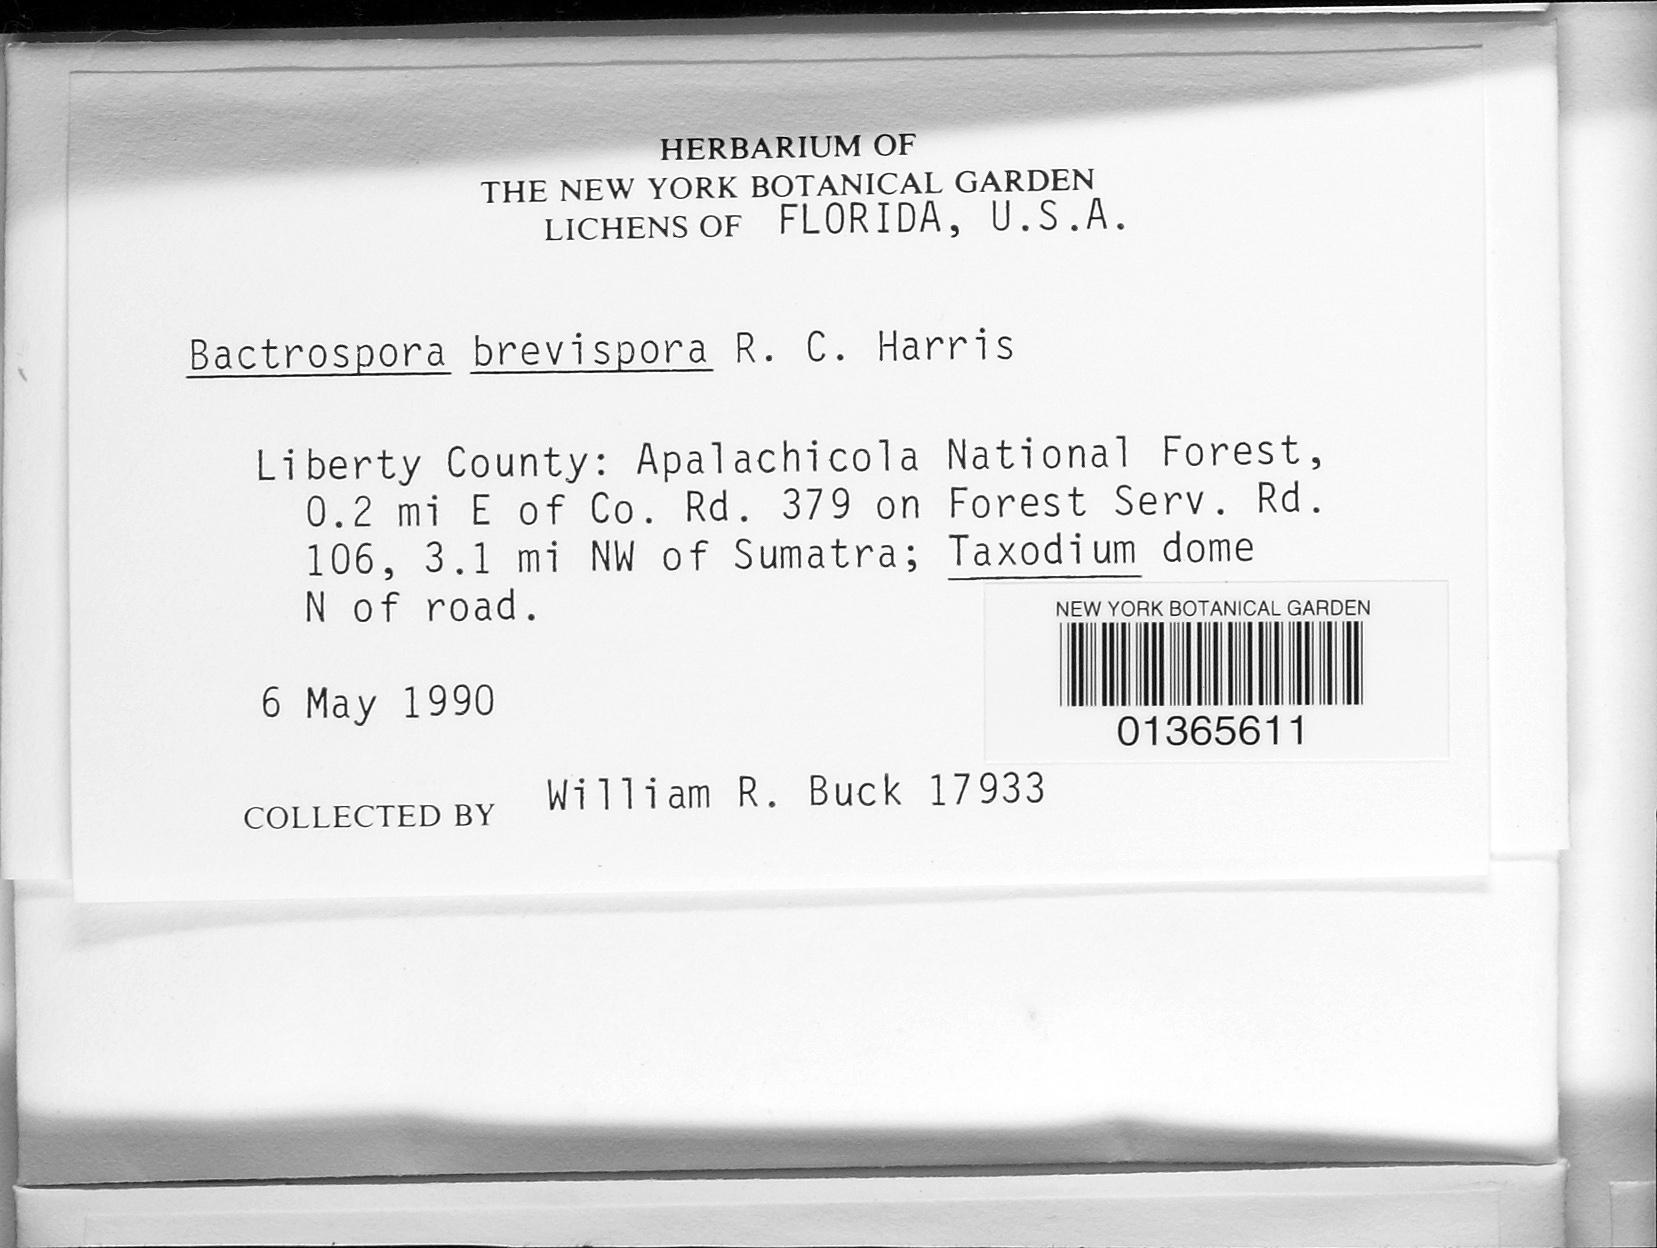 HERBARIUM OF
THE NEW YORK BOTANICAL GARDEN
LICHENS OF FLORIDA, U.S.A.
Bactrospora brevispora R. C. Harris
Liberty County: Apalachicola National Forest,
0.2 mi E of Co. Rd. 379 on Forest Serv. Rd.
106, 3.1 mi NW of Sumatra; Taxodium dome
N of road.
NEW YORK BOTANICAL GARDEN
01365611
6 May 1990
COLLECTED BY William R. Buck 17933